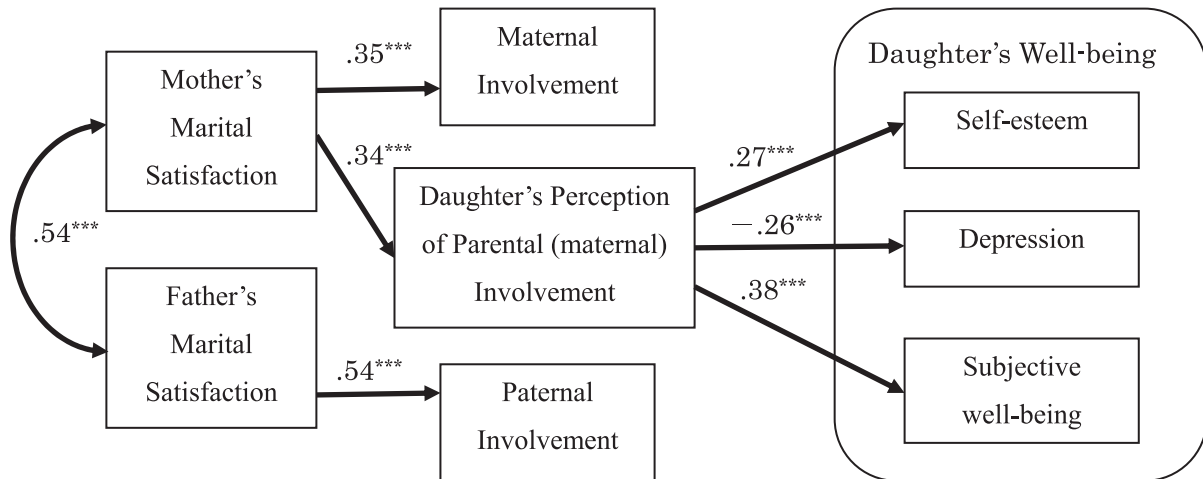 Mother's
Marital
Satisfaction
.54***
Father's
Marital
Satisfaction
.35***
Maternal
Involvement
.34***
Daughter's Perception
of Parental (maternal)
Involvement
.54***
Paternal
Involvement
.27***
−.26***
.38***
Daughter's Well-being
Self-esteem
Depression
Subjective
well-being